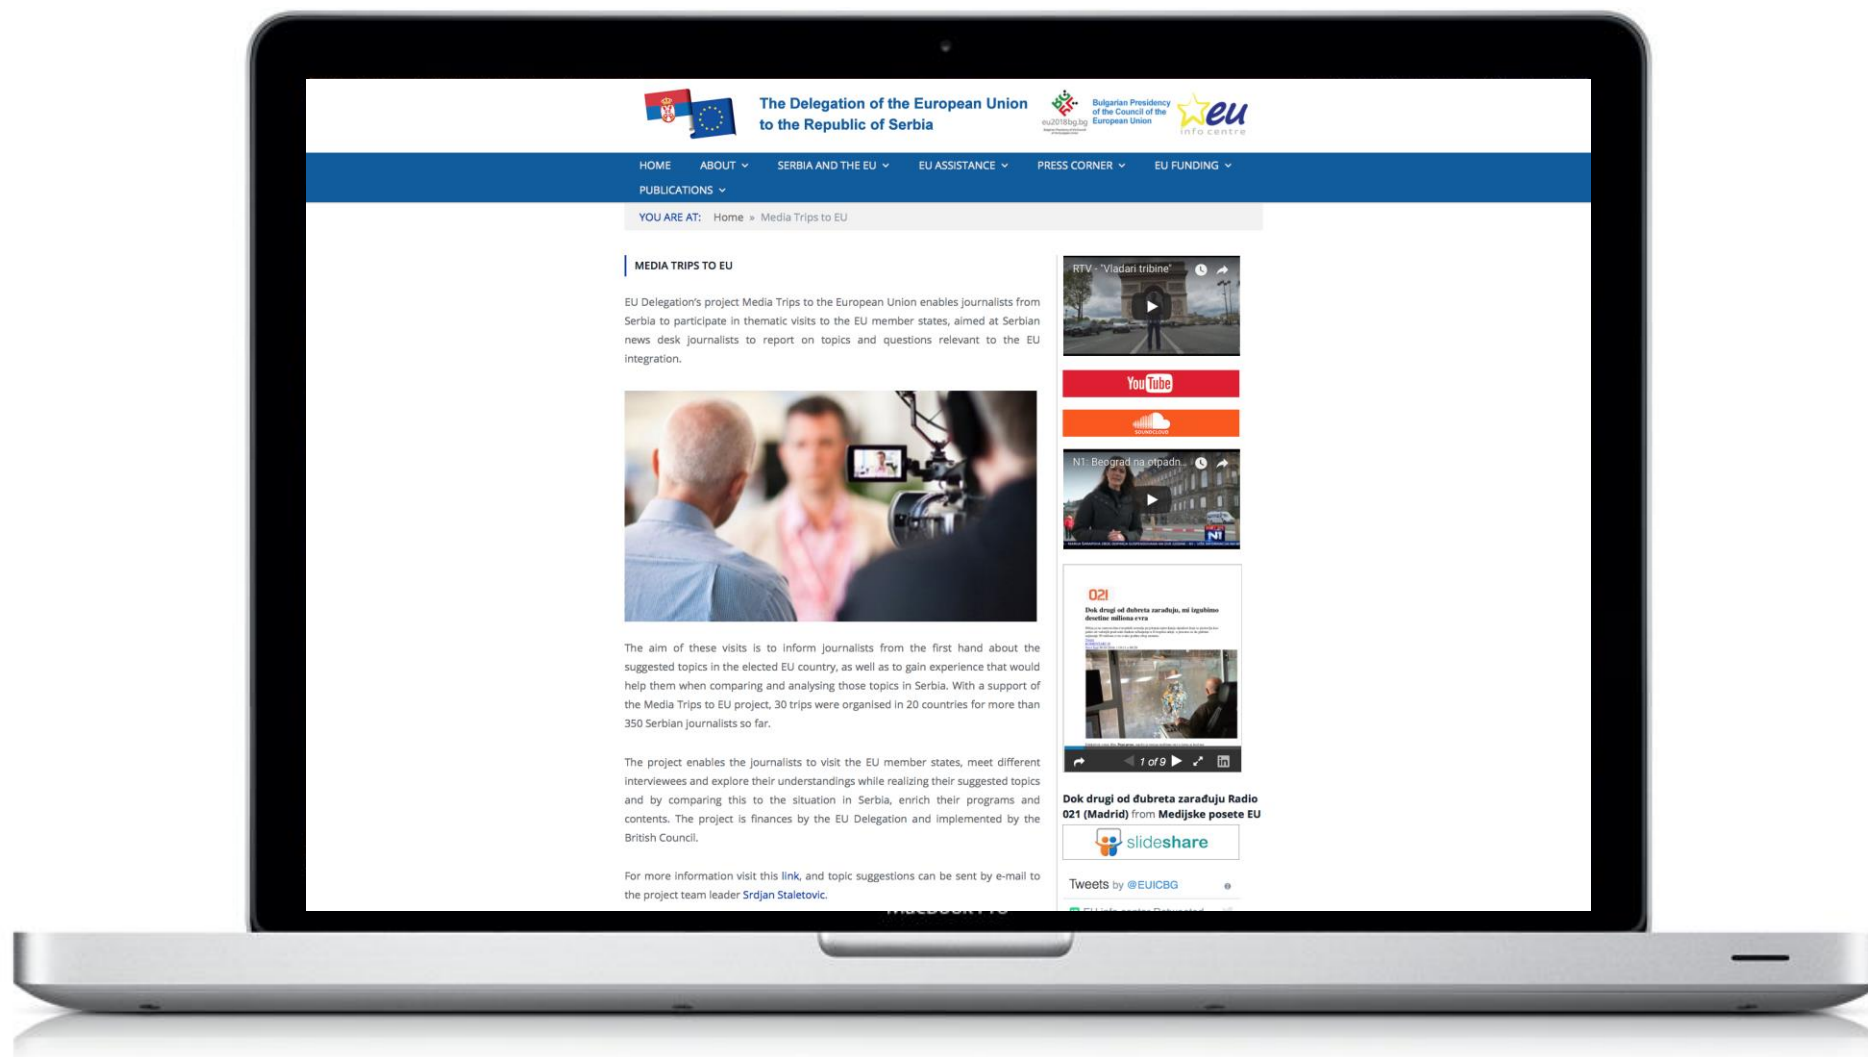 The Delegation of the European Union
to the Republic of Serbia
eu2018bg.bg
Bulgarian Presidency
of the Council of the
European Union
eu
info centre
HOME ABOUT SERBIA AND THE EU EU ASSISTANCE PRESS CORNER EU FUNDING
PUBLICATIONS
YOU ARE AT: Home » Media Trips to EU
MEDIA TRIPS TO EU
EU Delegation's project Media Trips to the European Union enables journalists from
Serbia to participate in thematic visits to the EU member states, aimed at Serbian
news desk journalists to report on topics and questions relevant to the EU
integration.
The aim of these visits is to inform journalists from the first hand about the
suggested topics in the elected EU country, as well as to gain experience that would
help them when comparing and analysing those topics in Serbia. With a support of
the Media Trips to EU project, 30 trips were organised in 20 countries for more than
350 Serbian journalists so far.
The project enables the journalists to visit the EU member states, meet different
interviewees and explore their understandings while realizing their suggested topics
and by comparing this to the situation in Serbia, enrich their programs and
contents. The project is finances by the EU Delegation and implemented by the
British Council.
For more information visit this link, and topic suggestions can be sent by e-mail to
the project team leader Srdjan Staletovic.
RTV - "Vladari tribine"
YouTube
SOUNDCLOUD
N1: Beograd na otpadn...
N1
021
Dok drugi od đubreta zarađuju, mi izgubimo
desetine miliona evra
1 of 9
in
Dok drugi od đubreta zarađuju Radio
021 (Madrid) from Medijske posete EU
slideshare
Tweets by @EUICBG